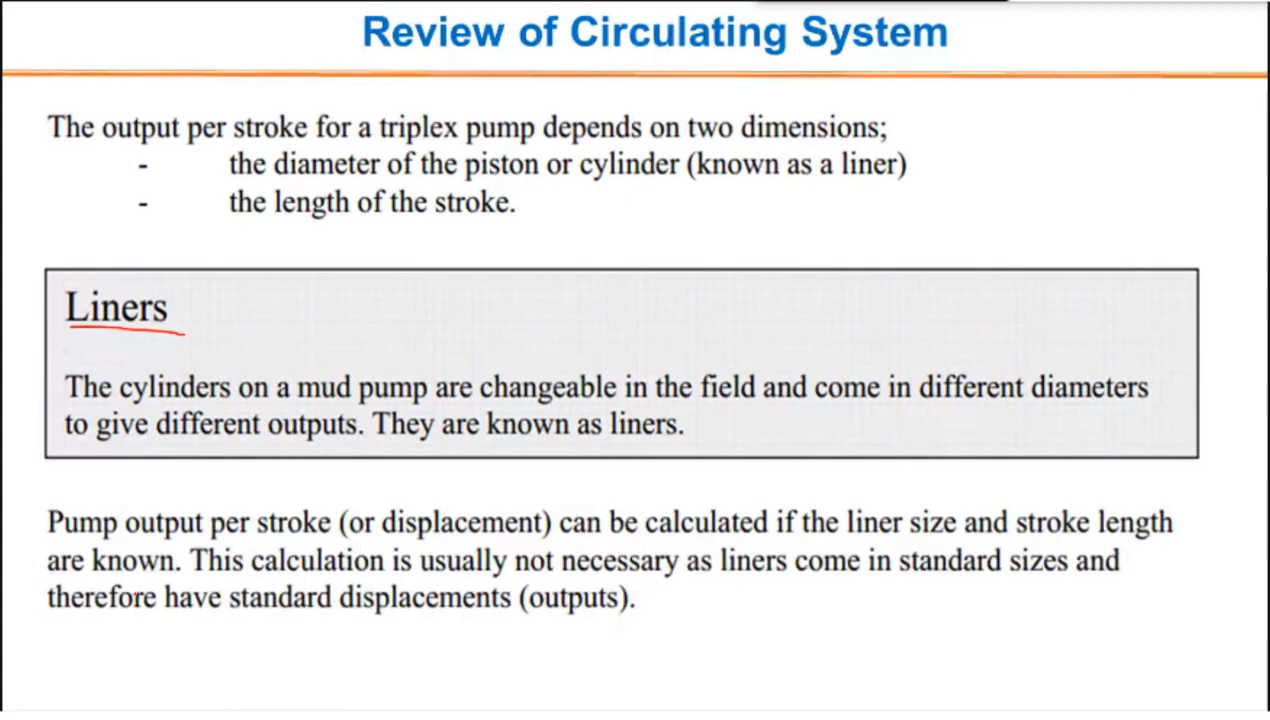 Review of Circulating System
The output per stroke for a triplex pump depends on two dimensions;
- the diameter of the piston or cylinder (known as a liner)
- the length of the stroke.
Liners
The cylinders on a mud pump are changeable in the field and come in different diameters
to give different outputs. They are known as liners.
Pump output per stroke (or displacement) can be calculated if the liner size and stroke length
are known. This calculation is usually not necessary as liners come in standard sizes and
therefore have standard displacements (outputs).